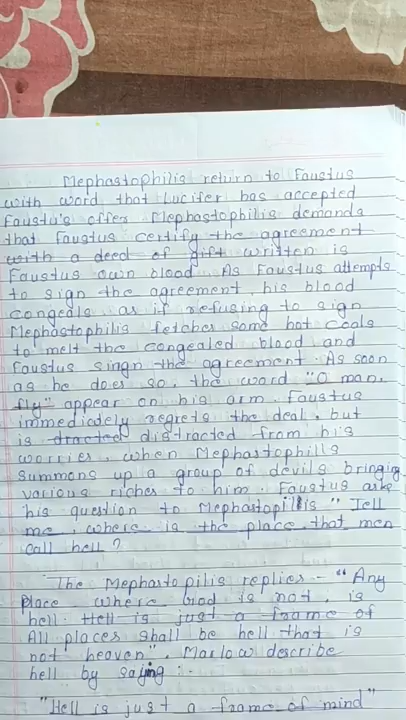 Mephastophilis return to Faustus
with word that Lucifer has accepted
Faustu's offer. Mephastophilis demands
that Faustus certify the agreement
with a deed of gift written is
Faustus own blood. As Faustus attempts
to sign the agreement, his blood
congeals as if refusing to sign
Mephastophilis fetches some hot coals
to melt the congealed blood and
Faustus singn the agreement. As soon
as he does so, the word "O man,
fly" appear on his arm. Faustus
immediately regrets the deal, but
is dracted distracted from his
worries, when Mephastophills
summons up a group of devils bringing
various riches to him. Faustus asks
his question to Mephastopilis "Tell
me, where is the place that men
call hell?
The Mephastopilis replies - "Any
place where God is not, is
hell. Hell is just a frame of
All places shall be hell that is
not heaven". Marlow describe
hell by saying :-
"Hell is just a frame of mind"